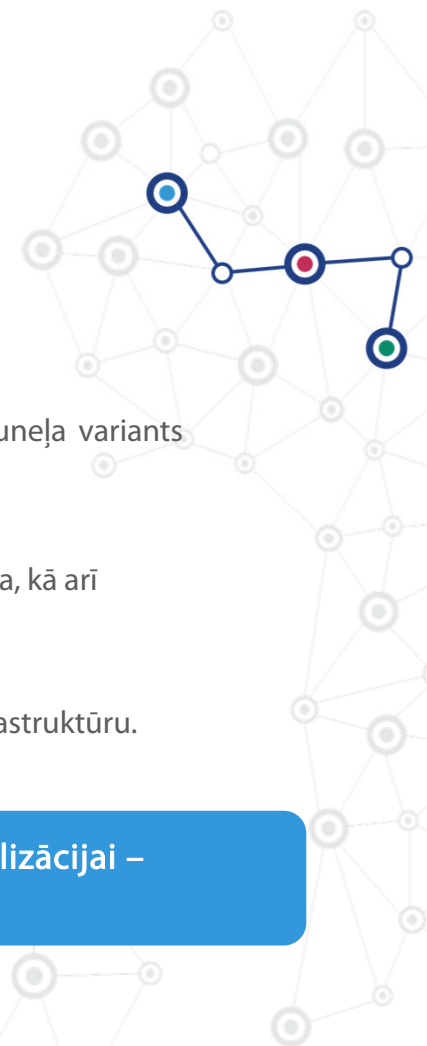 uneļa variants
a, kā arī
astruktūru.
lizācijai –